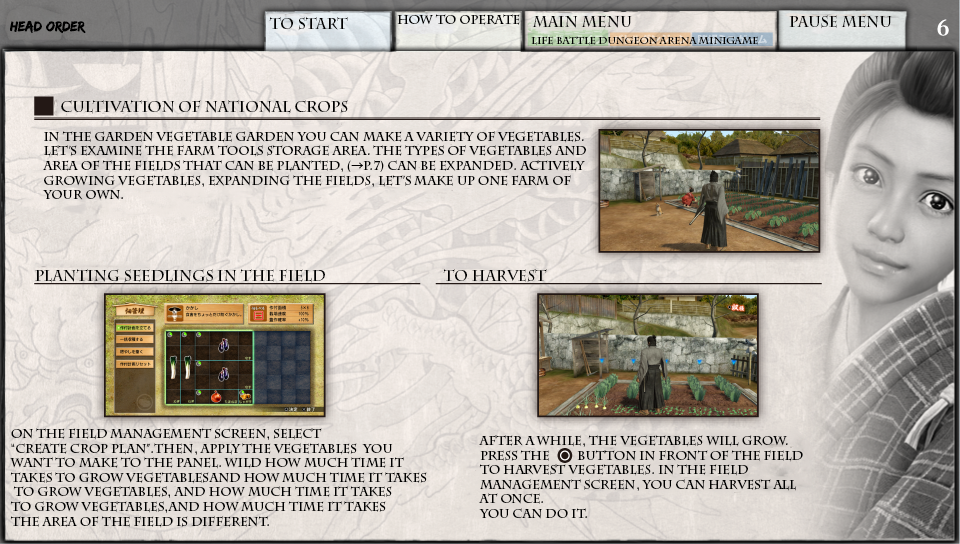 HEAD ORDER
TO START
HOW TO OPERATE
MAIN MENU
LIFE BATTLE DUNGEON ARENA MINIGAME
PAUSE MENU
6
CULTIVATION OF NATIONAL CROPS
IN THE GARDEN VEGETABLE GARDEN YOU CAN MAKE A VARIETY OF VEGETABLES.
LET'S EXAMINE THE FARM TOOLS STORAGE AREA. THE TYPES OF VEGETABLES AND
AREA OF THE FIELDS THAT CAN BE PLANTED, (→P.7) CAN BE EXPANDED. ACTIVELY
GROWING VEGETABLES, EXPANDING THE FIELDS, LET'S MAKE UP ONE FARM OF
YOUR OWN.
PLANTING SEEDLINGS IN THE FIELD
ON THE FIELD MANAGEMENT SCREEN, SELECT
"CREATE CROP PLAN".THEN, APPLY THE VEGETABLES YOU
WANT TO MAKE TO THE PANEL. WILD HOW MUCH TIME IT
TAKES TO GROW VEGETABLESAND HOW MUCH TIME IT TAKES
TO GROW VEGETABLES, AND HOW MUCH TIME IT TAKES
TO GROW VEGETABLES,AND HOW MUCH TIME IT TAKES
THE AREA OF THE FIELD IS DIFFERENT.
TO HARVEST
AFTER A WHILE, THE VEGETABLES WILL GROW.
PRESS THE BUTTON IN FRONT OF THE FIELD
TO HARVEST VEGETABLES. IN THE FIELD
MANAGEMENT SCREEN, YOU CAN HARVEST ALL
AT ONCE.
YOU CAN DO IT.